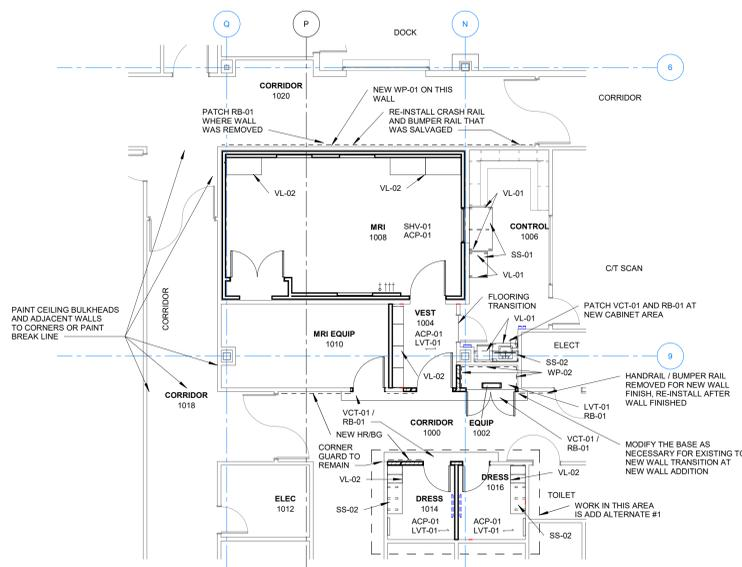 Q
P
N
DOCK
6
CORRIDOR
1020
NEW WP-01 ON THIS
WALL
CORRIDOR
PATCH RB-01
WHERE WALL
WAS REMOVED
RE-INSTALL CRASH RAIL
AND BUMPER RAIL THAT
WAS SALVAGED
VL-02
VL-02
VL-01
MRI
1008
SHV-01
ACP-01
CONTROL
1006
SS-01
VL-01
C/T SCAN
CORRIDOR
PAINT CEILING BULKHEADS
AND ADJACENT WALLS
TO CORNERS OR PAINT
BREAK LINE
FLOORING
TRANSITION
VEST
1004
ACP-01
LVT-01
PATCH VCT-01 AND RB-01 AT
NEW CABINET AREA
VL-01
MRI EQUIP
1010
ELECT
9
SS-02
WP-02
VL-02
HANDRAIL / BUMPER RAIL
REMOVED FOR NEW WALL
FINISH, RE-INSTALL AFTER
WALL FINISHED
CORRIDOR
1018
LVT-01
RB-01
VCT-01 /
RB-01
CORRIDOR
1000
EQUIP
1002
VCT-01 /
RB-01
NEW HR/BG
CORNER
GUARD TO
REMAIN
MODIFY THE BASE AS
NECESSARY FOR EXISTING TO
NEW WALL TRANSITION AT
NEW WALL ADDITION
VL-02
DRESS
1016
VL-02
ELEC
1012
DRESS
1014
TOILET
WORK IN THIS AREA
IS ADD ALTERNATE #1
SS-02
ACP-01
LVT-01
ACP-01
LVT-01
SS-02